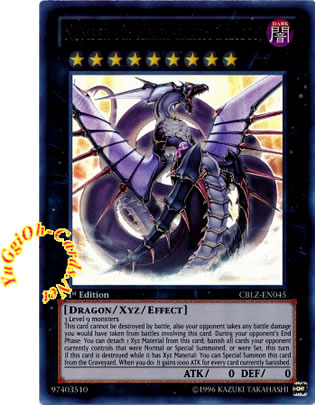 DARK
闇
YuGgiOh-Cards.Net
1st Edition
CBLZ-EN045
[Dragon/Xyz/Effect]
3 Level 9 monsters
This card cannot be destroyed by battle, also your opponent takes any battle damage
you would have taken from battles involving this card. During your opponent's End
Phase: You can detach 1 Xyz Material from this card; banish all cards your opponent
currently controls that were Normal or Special Summoned, or were Set, this turn.
If this card is destroyed while it has Xyz Material: You can Special Summon this card
from the Graveyard. When you do: It gains 1000 ATK for every card currently banished.
ATK/ 0 DEF/ 0
97403510
©1996 KAZUKI TAKAHASHI